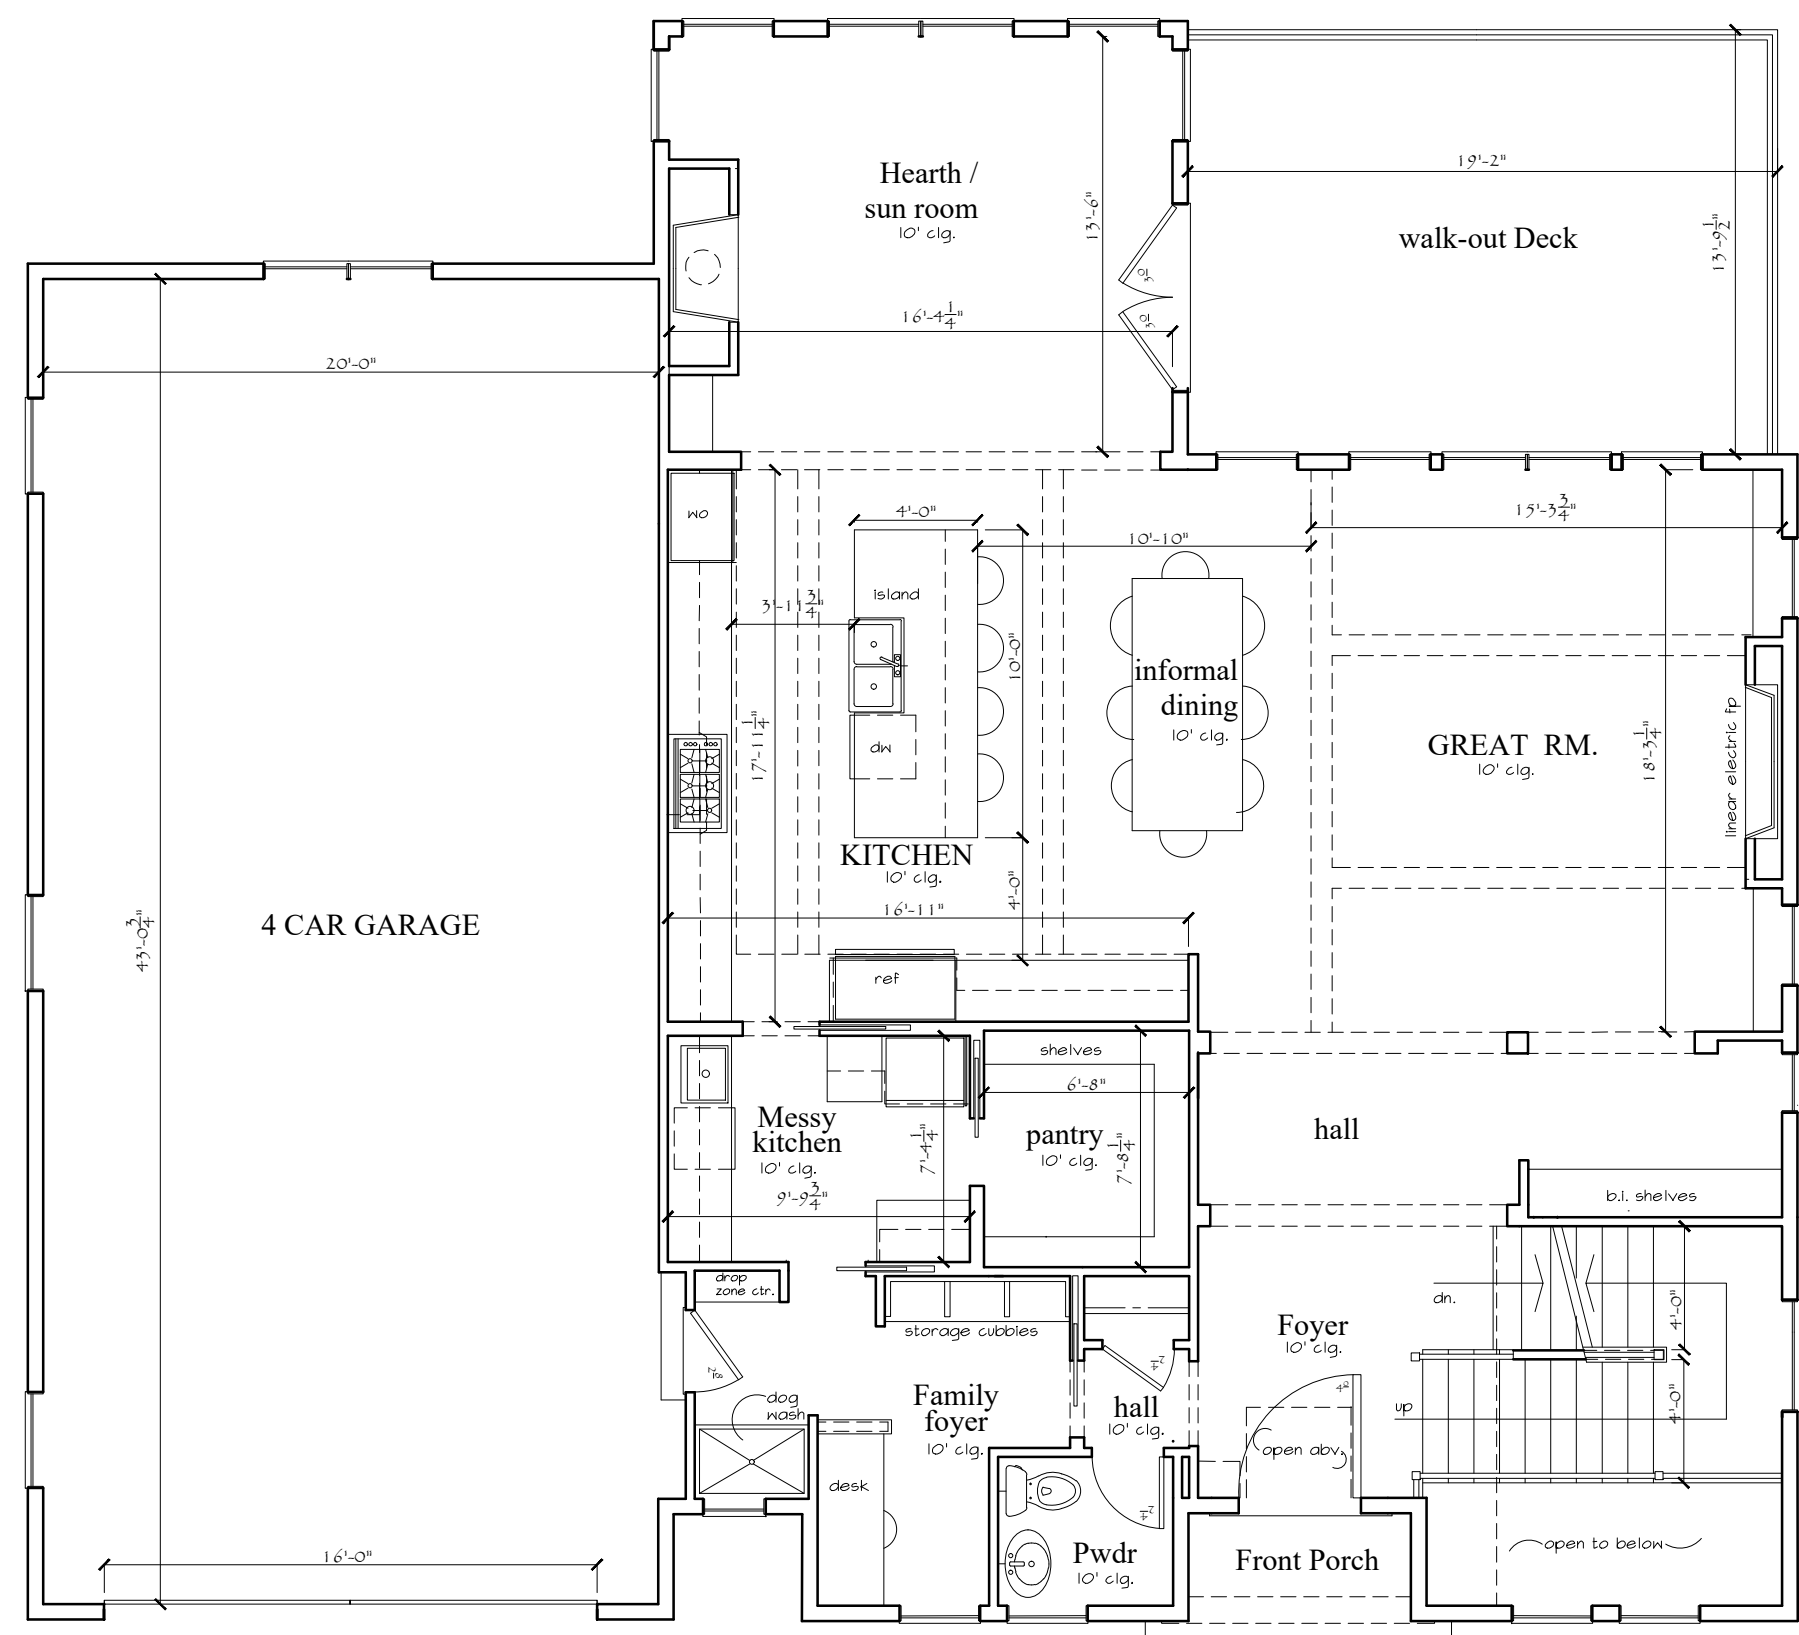 Hearth /
sun room
10' clg.
13'-6"
16'-4 1/4"
3/0
3/0
19'-2"
13'-9 1/2"
walk-out Deck
20'-0"
43'-0 3/4"
4 CAR GARAGE
16'-0"
wo
4'-0"
island
3'-11 3/4"
10'-0"
17'-11 1/4"
dw
KITCHEN
10' clg.
16'-11"
4'-0"
ref
10'-10"
informal
dining
10' clg.
15'-3 3/4"
GREAT RM.
10' clg.
18'-3 1/4"
linear electric fp
Messy
kitchen
10' clg.
9'-9 3/4"
7'-4 1/4"
shelves
6'-8"
pantry
10' clg.
7'-8 1/4"
hall
b.i. shelves
drop
zone ctr.
2/8
storage cubbies
dog
wash
Family
foyer
10' clg.
desk
2/4
hall
10' clg.
2/4
Pwdr
10' clg.
Foyer
10' clg.
open abv.
Front Porch
dn.
up
4'-0"
4'-0"
open to below